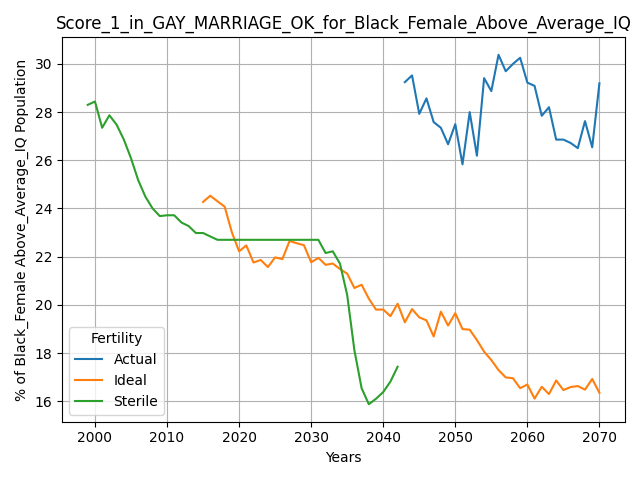 Score_1_in_GAY_MARRIAGE_OK_for_Black_Female_Above_Average_IQ
% of Black_Female Above_Average_IQ Population
30
28
26
24
22
20
18
16
Fertility
Actual
Ideal
Sterile
2000 2010 2020 2030 2040 2050 2060 2070
Years